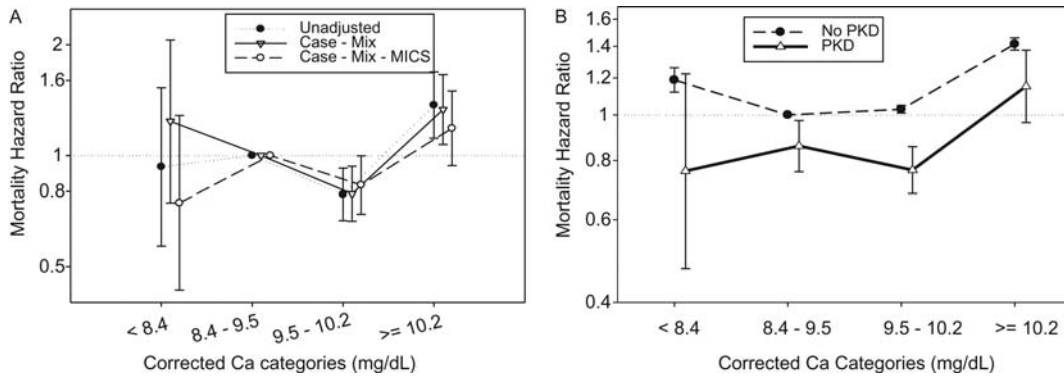 A
Unadjusted
Case - Mix
Case - Mix - MICS
2
1.6
1
0.8
0.5
Mortality Hazard Ratio
< 8.4
8.4 - 9.5
9.5 - 10.2
>= 10.2
Corrected Ca categories (mg/dL)
B
No PKD
PKD
1.6
1.4
1.2
1
0.8
0.6
0.4
Mortality Hazard Ratio
< 8.4
8.4 - 9.5
9.5 - 10.2
>= 10.2
Corrected Ca Categories (mg/dL)